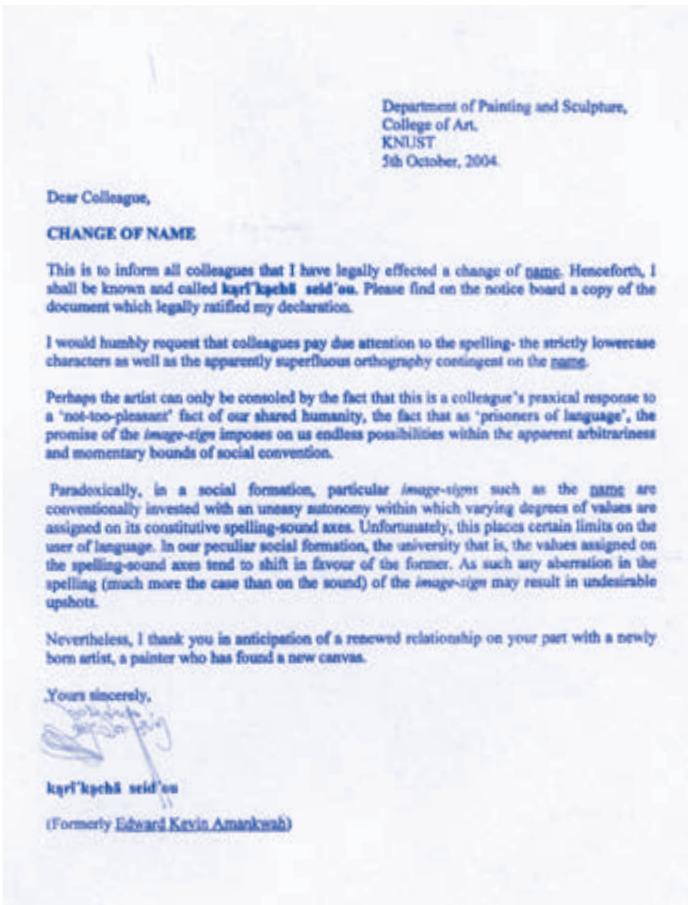 Department of Painting and Sculpture,
College of Art,
KNUST
5th October, 2004.
Dear Colleague,
CHANGE OF NAME
This is to inform all colleagues that I have legally effected a change of name. Henceforth, I
shall be known and called kąrî'kạchä seid'ou. Please find on the notice board a copy of the
document which legally ratified my declaration.
I would humbly request that colleagues pay due attention to the spelling- the strictly lowercase
characters as well as the apparently superfluous orthography contingent on the name.
Perhaps the artist can only be consoled by the fact that this is a colleague's praxical response to
a 'not-too-pleasant' fact of our shared humanity, the fact that as 'prisoners of language', the
promise of the image-sign imposes on us endless possibilities within the apparent arbitrariness
and momentary bounds of social convention.
Paradoxically, in a social formation, particular image-signs such as the name are
conventionally invested with an uneasy autonomy within which varying degrees of values are
assigned on its constitutive spelling-sound axes. Unfortunately, this places certain limits on the
user of language. In our peculiar social formation, the university that is, the values assigned on
the spelling-sound axes tend to shift in favour of the former. As such any aberration in the
spelling (much more the case than on the sound) of the image-sign may result in undesirable
upshots.
Nevertheless, I thank you in anticipation of a renewed relationship on your part with a newly
born artist, a painter who has found a new canvas.
Yours sincerely,
kąrî'kạchä seid'ou
(Formerly Edward Kevin Amankwah)